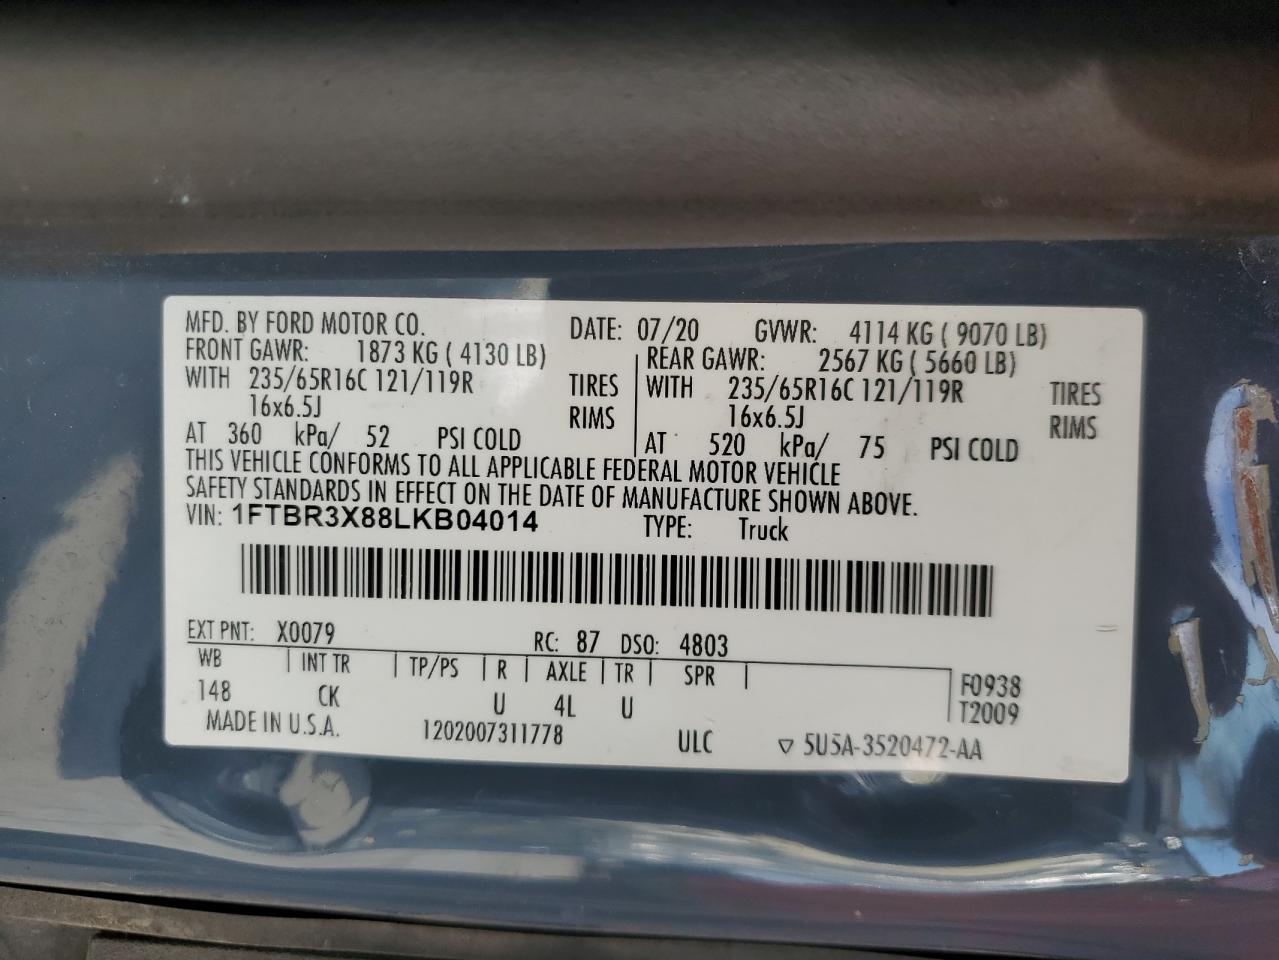 MFD. BY FORD MOTOR CO. DATE: 07/20 GVWR: 4114 KG ( 9070 LB)
FRONT GAWR: 1873 KG ( 4130 LB) REAR GAWR: 2567 KG ( 5660 LB)
WITH 235/65R16C 121/119R TIRES WITH 235/65R16C 121/119R TIRES
16x6.5J RIMS 16x6.5J RIMS
AT 360 kPa/ 52 PSI COLD AT 520 kPa/ 75 PSI COLD
THIS VEHICLE CONFORMS TO ALL APPLICABLE FEDERAL MOTOR VEHICLE
SAFETY STANDARDS IN EFFECT ON THE DATE OF MANUFACTURE SHOWN ABOVE.
VIN: 1FTBR3X88LKB04014 TYPE: Truck
EXT PNT: X0079 RC: 87 DSO: 4803
WB INT TR TP/PS R AXLE TR SPR F0938
148 CK U 4L U T2009
MADE IN U.S.A. 1202007311778 ULC ▽ 5U5A-3520472-AA